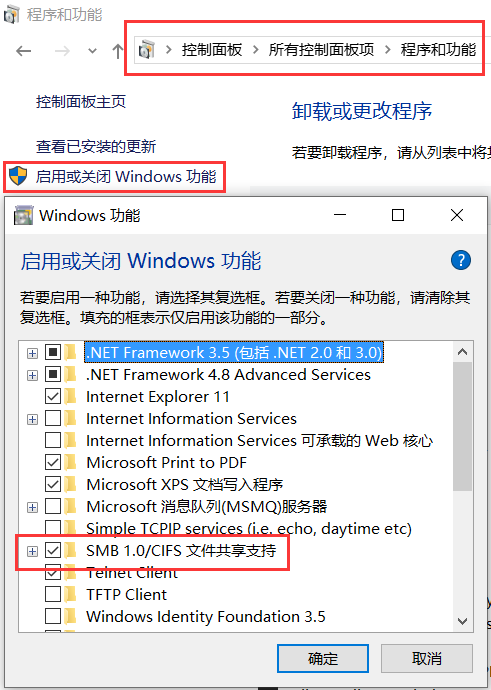 程序和功能
控制面板 > 所有控制面板项 > 程序和功能
控制面板主页
卸载或更改程序
查看已安装的更新
若要卸载程序，请从列表中将其
启用或关闭 Windows 功能
Windows 功能
启用或关闭 Windows 功能
若要启用一种功能，请选择其复选框。若要关闭一种功能，请清除其
复选框。填充的框表示仅启用该功能的一部分。
.NET Framework 3.5 (包括 .NET 2.0 和 3.0)
.NET Framework 4.8 Advanced Services
Internet Explorer 11
Internet Information Services
Internet Information Services 可承载的 Web 核心
Microsoft Print to PDF
Microsoft XPS 文档写入程序
Microsoft 消息队列(MSMQ)服务器
Simple TCPIP services (i.e. echo, daytime etc)
SMB 1.0/CIFS 文件共享支持
Telnet Client
TFTP Client
Windows Identity Foundation 3.5
确定
取消